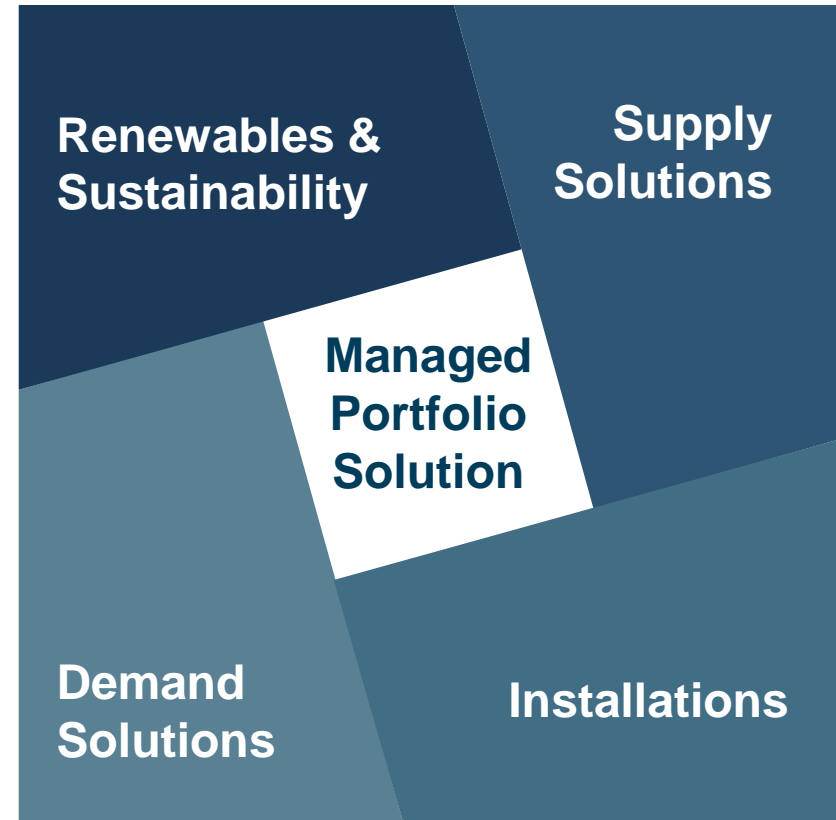 Renewables &
Sustainability
Supply
Solutions
Managed
Portfolio
Solution
Demand
Solutions
Installations